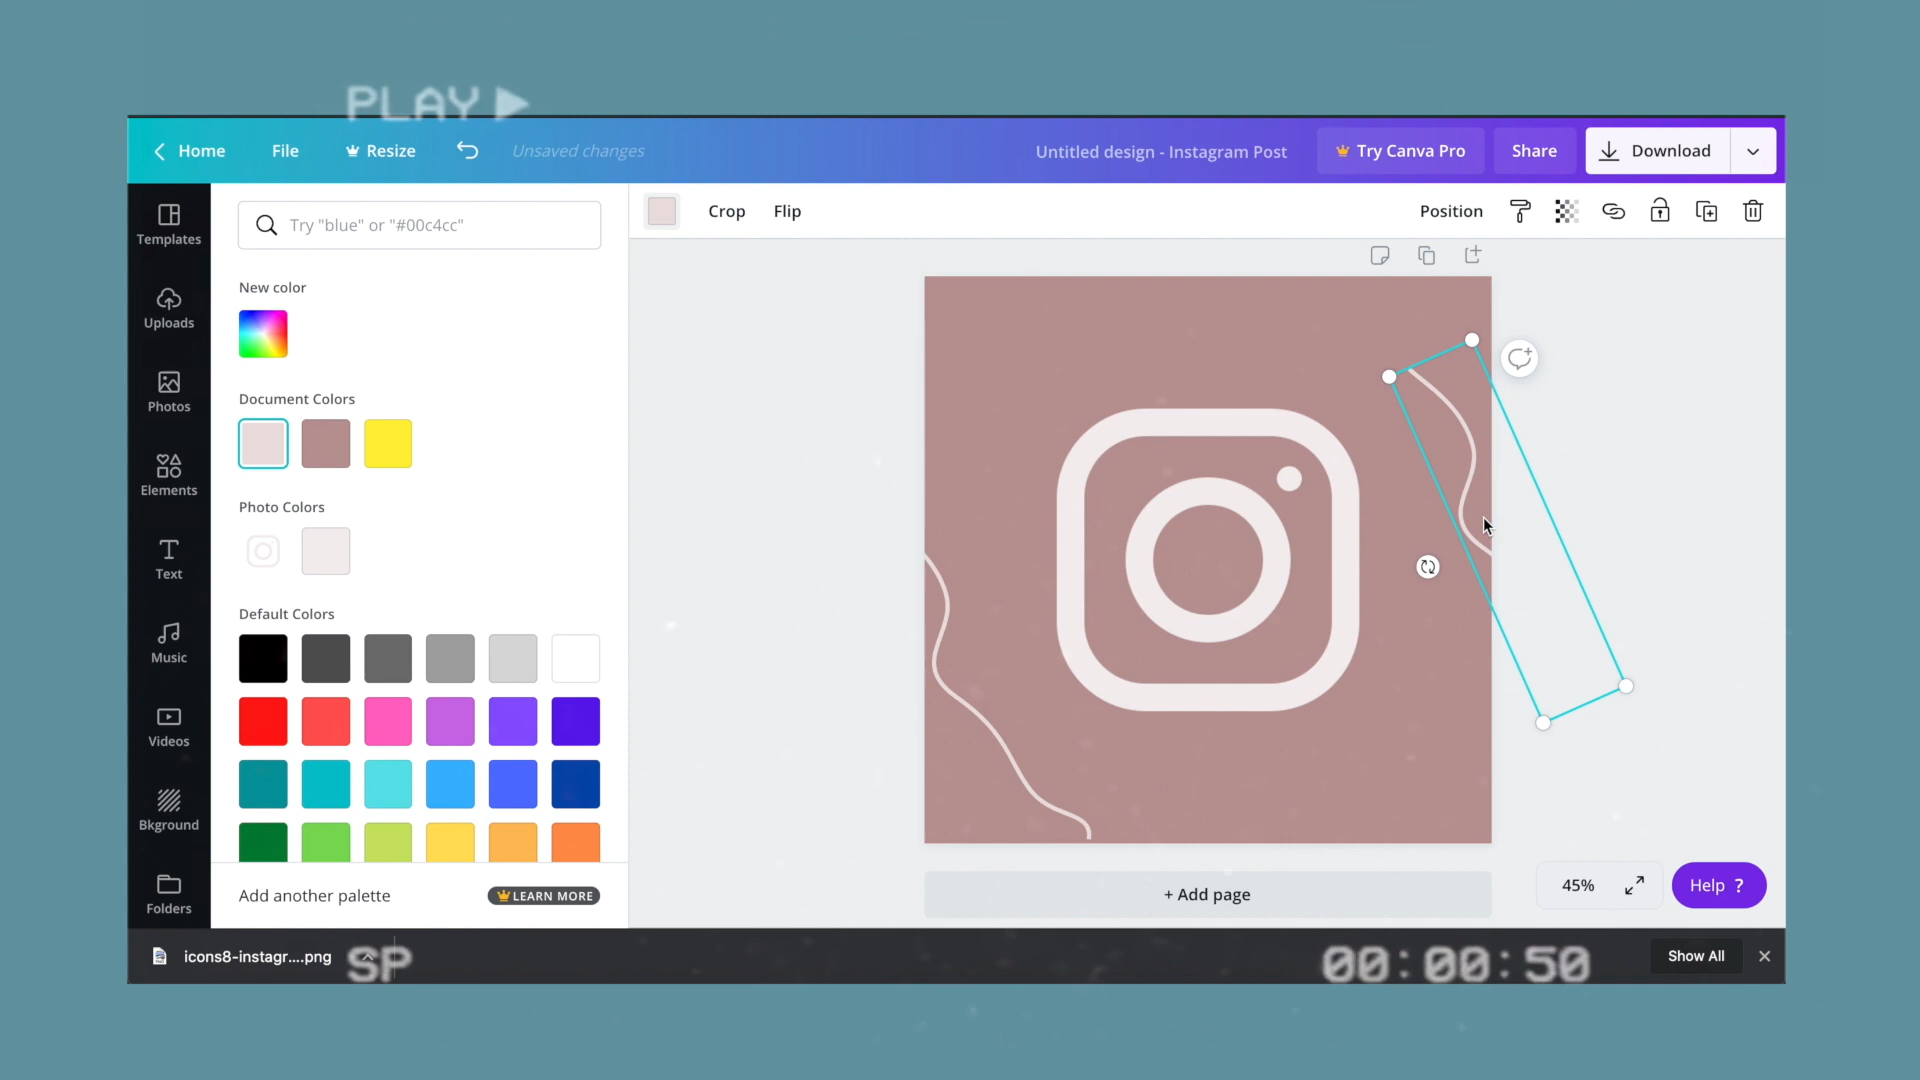 PLAY
Home File Resize Unsaved changes Untitled design - Instagram Post Try Canva Pro Share Download
Templates
Uploads
Photos
Elements
Text
Music
Videos
Bkground
Folders
Try "blue" or "#00c4cc"
New color
Document Colors
Photo Colors
Default Colors
Add another palette LEARN MORE
Crop Flip Position
+ Add page
45% Help ?
icons8-instagr....png SP 00:00:50 Show All